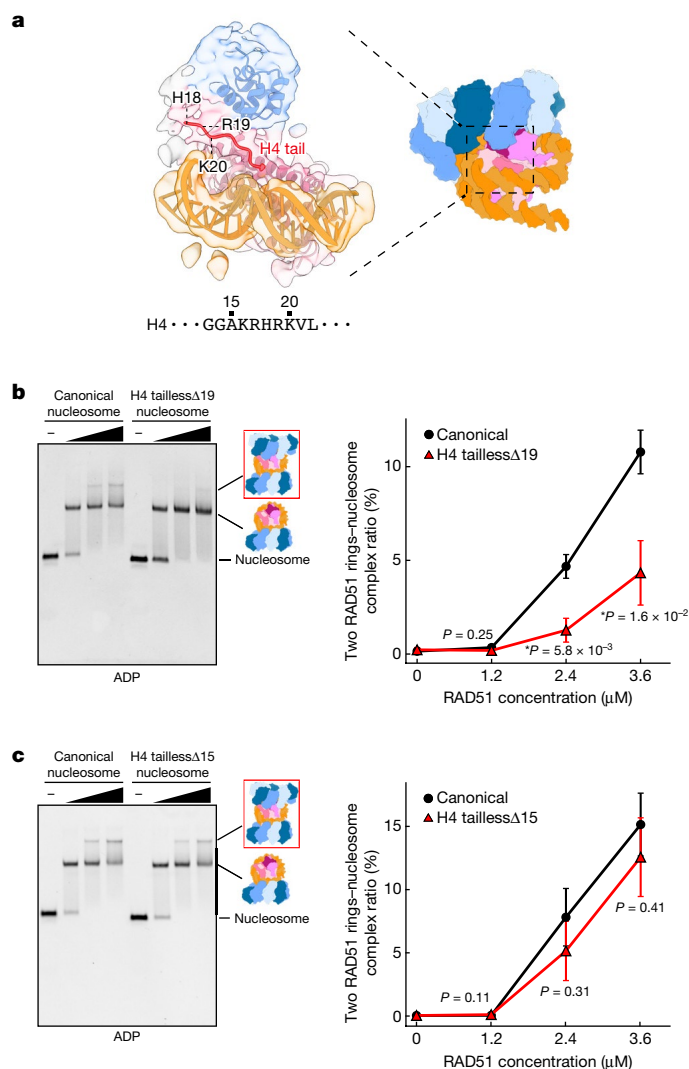 a
H18
R19
H4 tail
K20
15 20
H4 ··· GGAKRHRKVL ···
b
Canonical nucleosome
H4 taillessΔ19 nucleosome
–
–
Nucleosome
ADP
Two RAD51 rings–nucleosome complex ratio (%)
10
5
0
Canonical
H4 taillessΔ19
P = 0.25
*P = 5.8 × 10⁻³
*P = 1.6 × 10⁻²
0 1.2 2.4 3.6
RAD51 concentration (μM)
c
Canonical nucleosome
H4 taillessΔ15 nucleosome
–
–
Nucleosome
ADP
Two RAD51 rings–nucleosome complex ratio (%)
15
10
5
0
Canonical
H4 taillessΔ15
P = 0.11
P = 0.31
P = 0.41
0 1.2 2.4 3.6
RAD51 concentration (μM)